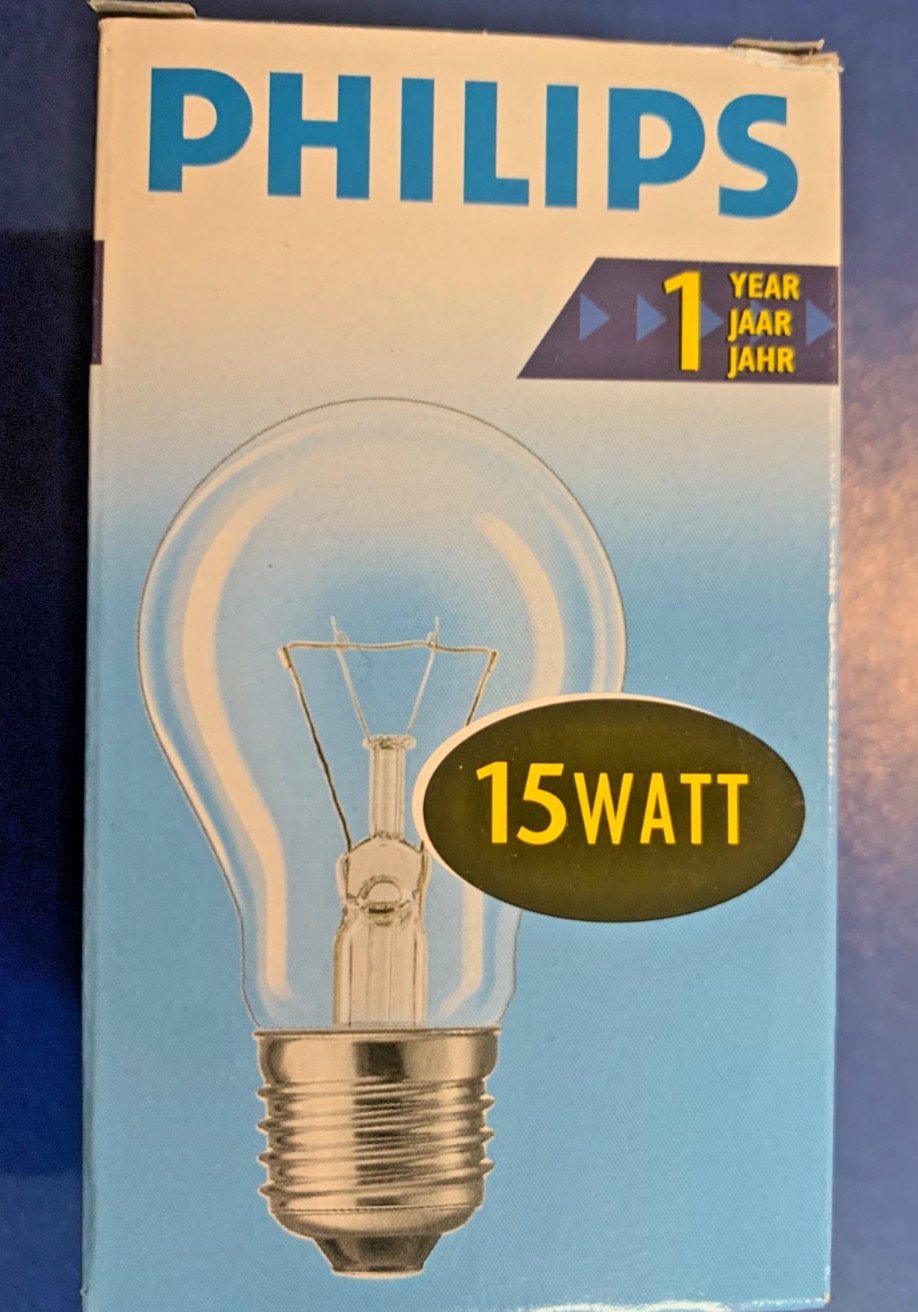 PHILIPS
1 YEAR
JAAR
JAHR
15WATT